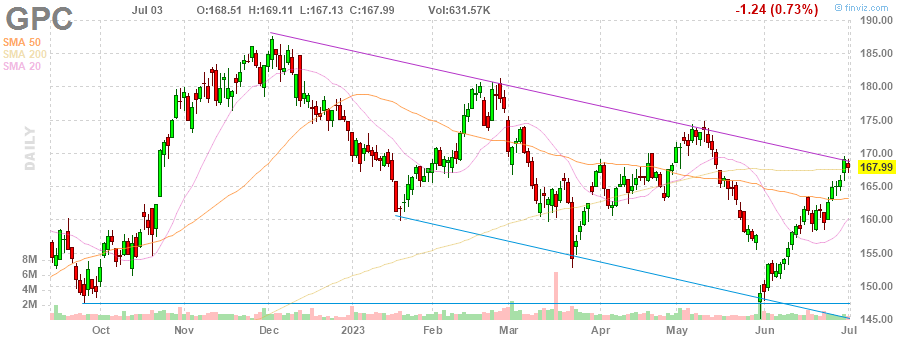 GPC Jul 03 O:168.51 H:169.11 L:167.13 C:167.99 Vol:631.57K -1.24 (0.73%) © finviz.com
SMA 50
SMA 200
SMA 20
DAILY
190.00
185.00
180.00
175.00
170.00
167.99
165.00
160.00
155.00
150.00
145.00
8M
6M
4M
2M
Oct Nov Dec 2023 Feb Mar Apr May Jun Jul